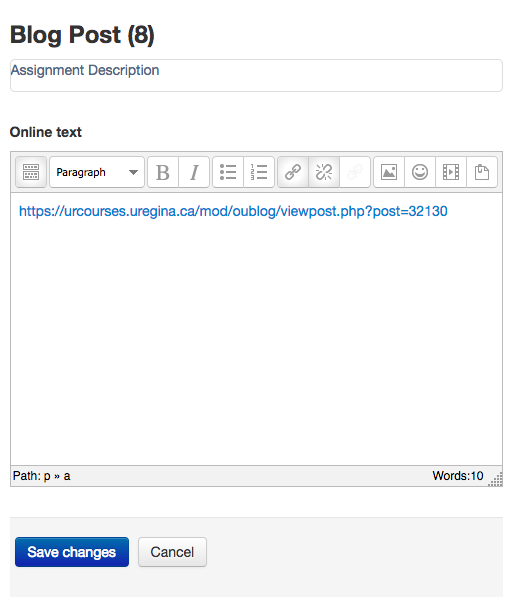 Blog Post (8)
Assignment Description
Online text
Paragraph B I
https://urcourses.uregina.ca/mod/oublog/viewpost.php?post=32130
Path: p » a Words:10
Save changes Cancel